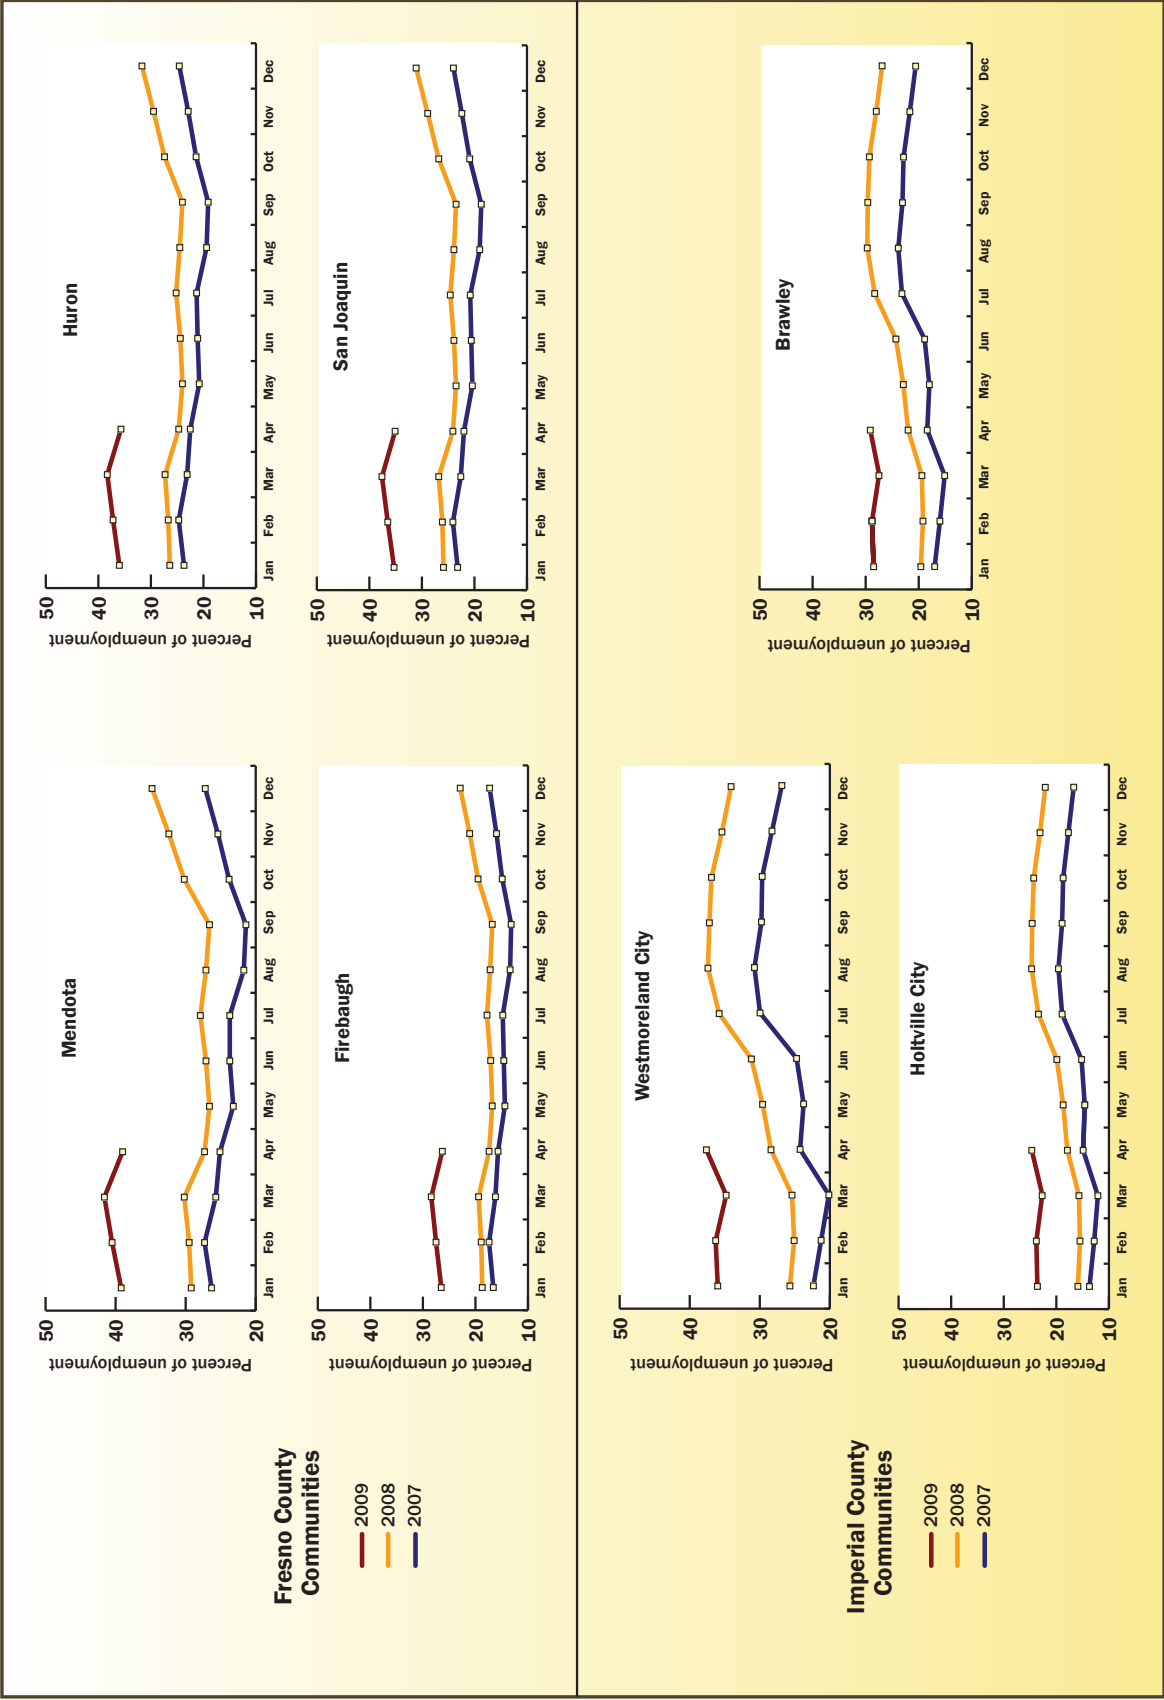 Fresno County
Communities
2009
2008
2007
Mendota
Percent of unemployment
50
40
30
20
Jan Feb Mar Apr May Jun Jul Aug Sep Oct Nov Dec
Huron
Percent of unemployment
50
40
30
20
10
Jan Feb Mar Apr May Jun Jul Aug Sep Oct Nov Dec
Firebaugh
Percent of unemployment
50
40
30
20
10
Jan Feb Mar Apr May Jun Jul Aug Sep Oct Nov Dec
San Joaquin
Percent of unemployment
50
40
30
20
10
Jan Feb Mar Apr May Jun Jul Aug Sep Oct Nov Dec
Imperial County
Communities
2009
2008
2007
Westmoreland City
Percent of unemployment
50
40
30
20
Jan Feb Mar Apr May Jun Jul Aug Sep Oct Nov Dec
Brawley
Percent of unemployment
50
40
30
20
10
Jan Feb Mar Apr May Jun Jul Aug Sep Oct Nov Dec
Holtville City
Percent of unemployment
50
40
30
20
10
Jan Feb Mar Apr May Jun Jul Aug Sep Oct Nov Dec